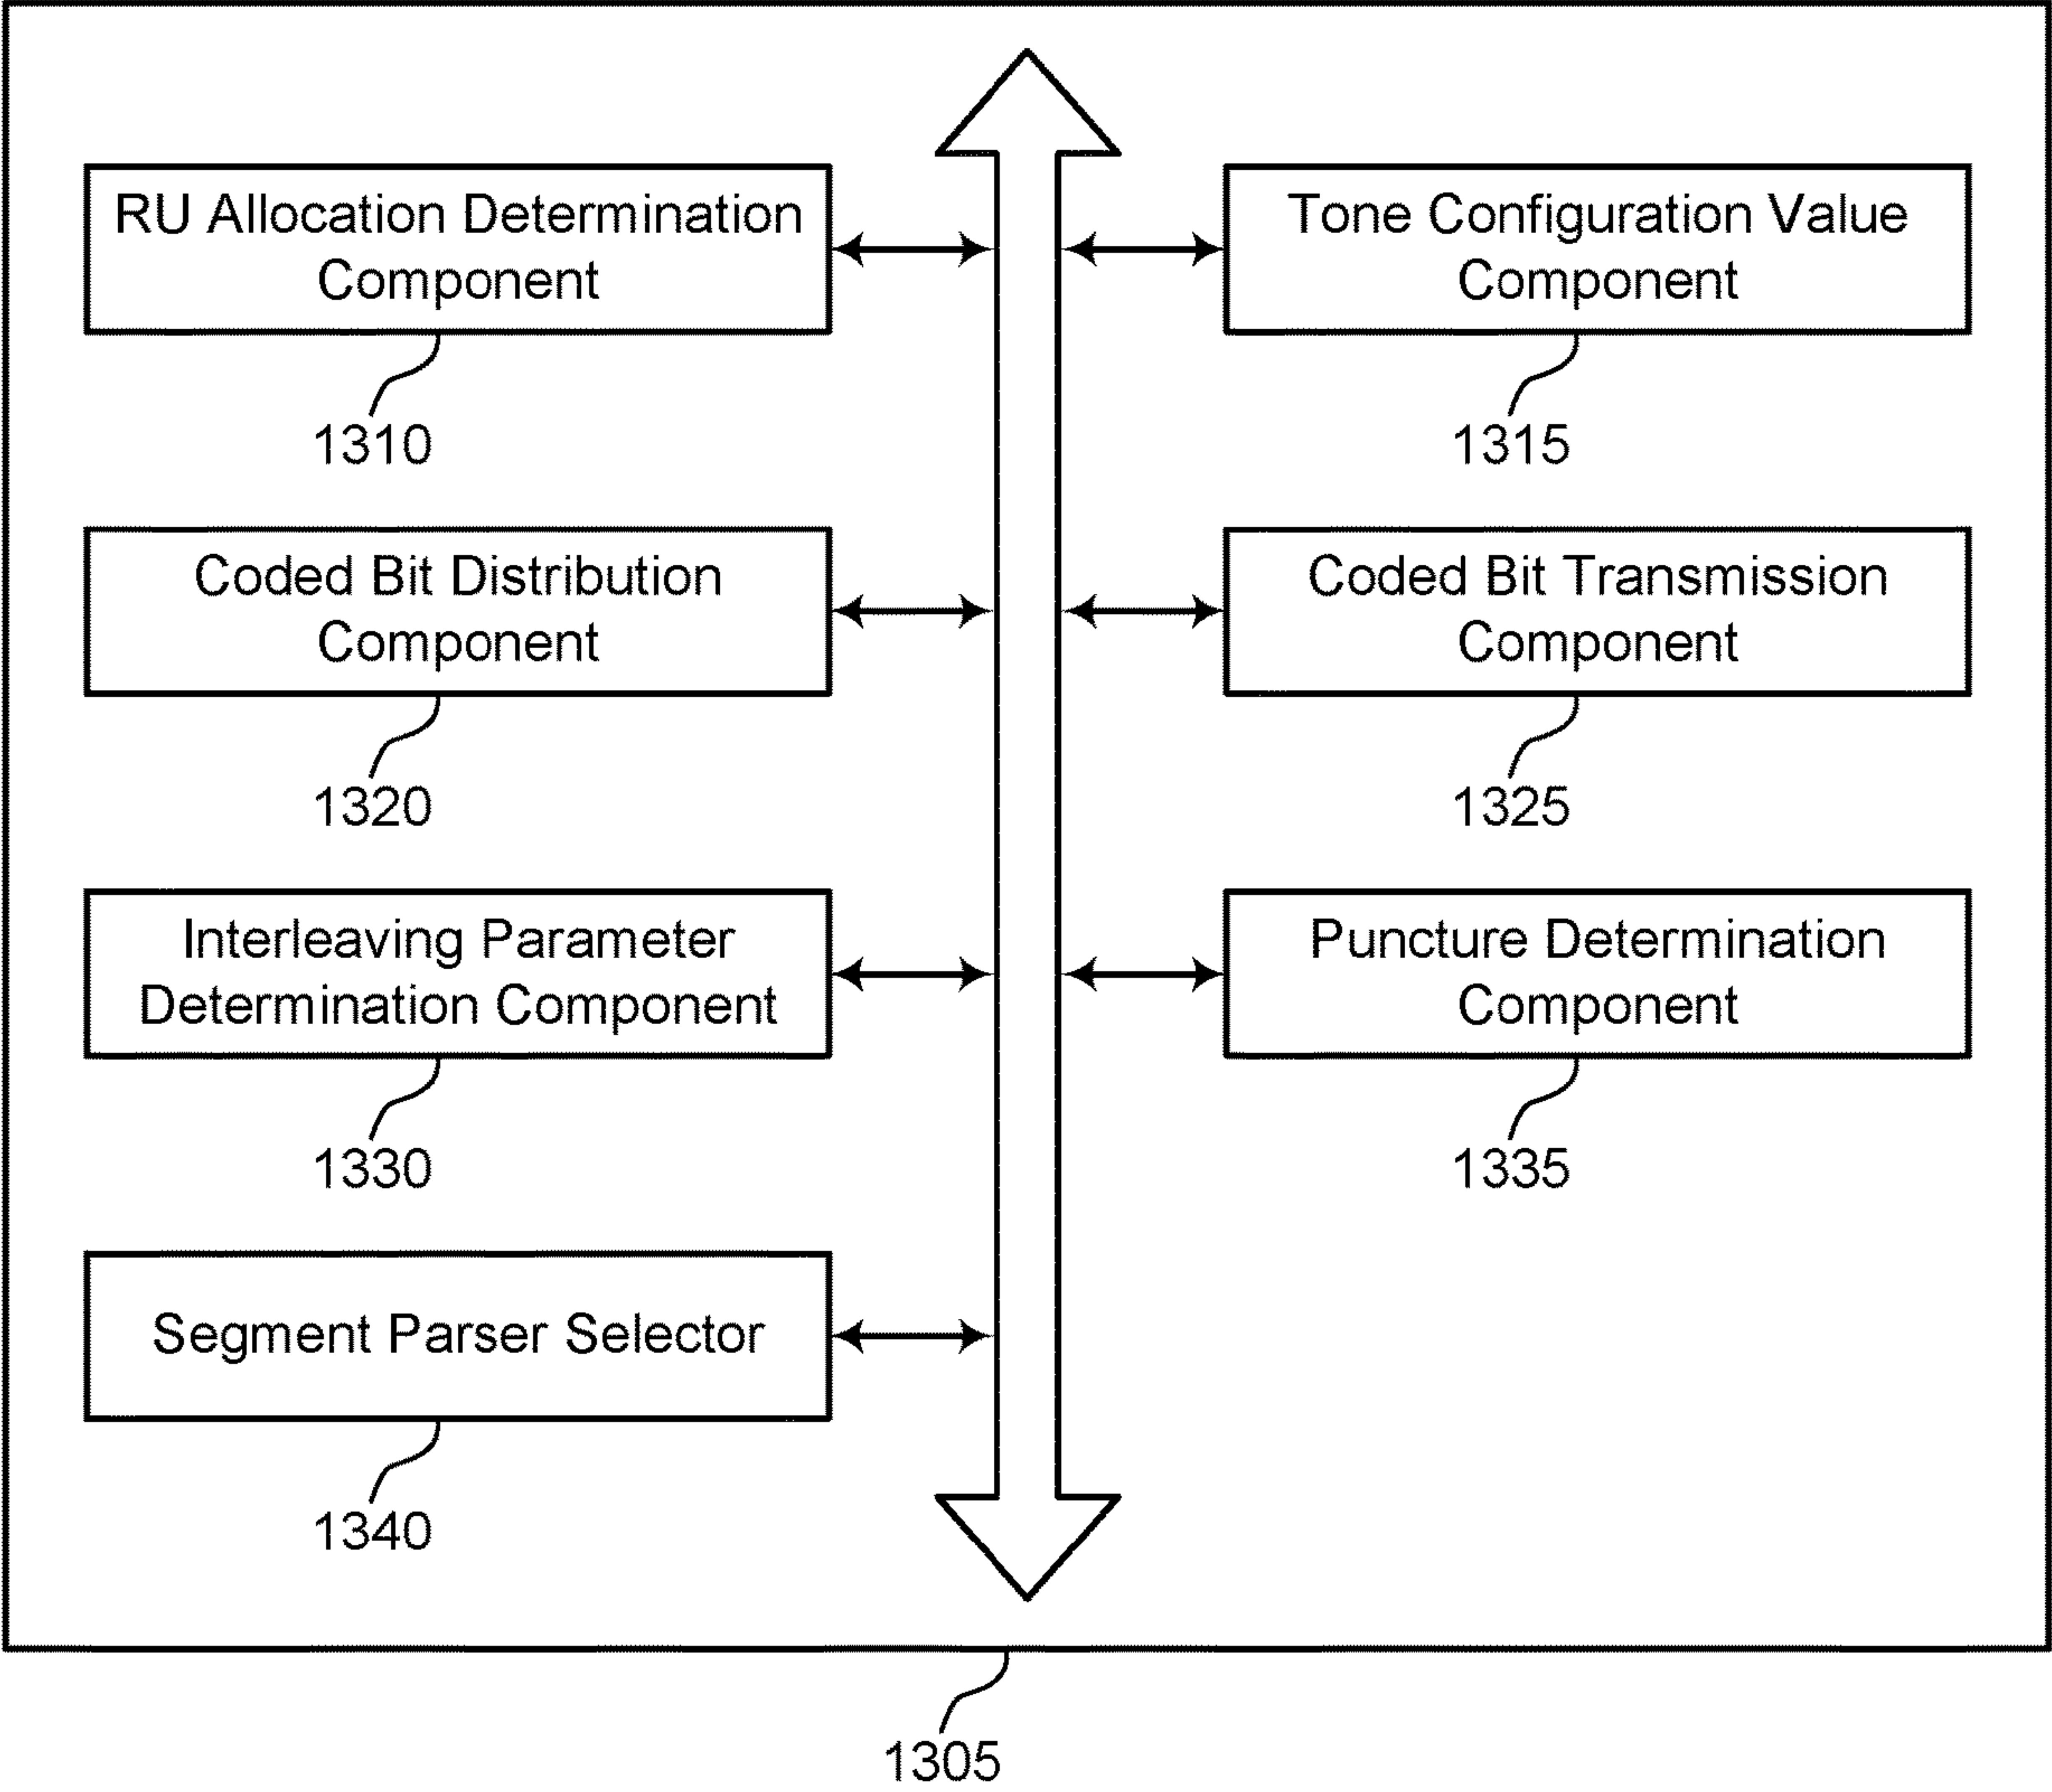 RU Allocation Determination
Component
1310
Tone Configuration Value
Component
1315
Coded Bit Distribution
Component
1320
Coded Bit Transmission
Component
1325
Interleaving Parameter
Determination Component
1330
Puncture Determination
Component
1335
Segment Parser Selector
1340
1305